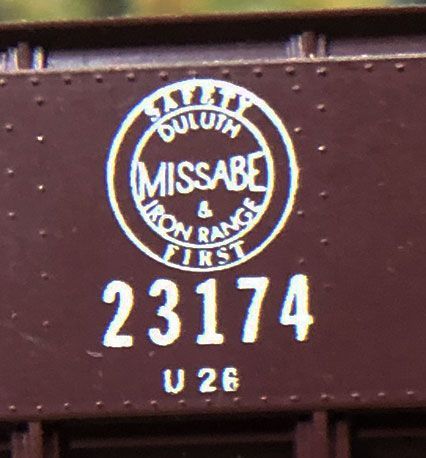 SAFETY
DULUTH
MISSABE
&
IRON RANGE
FIRST
23174
U 26